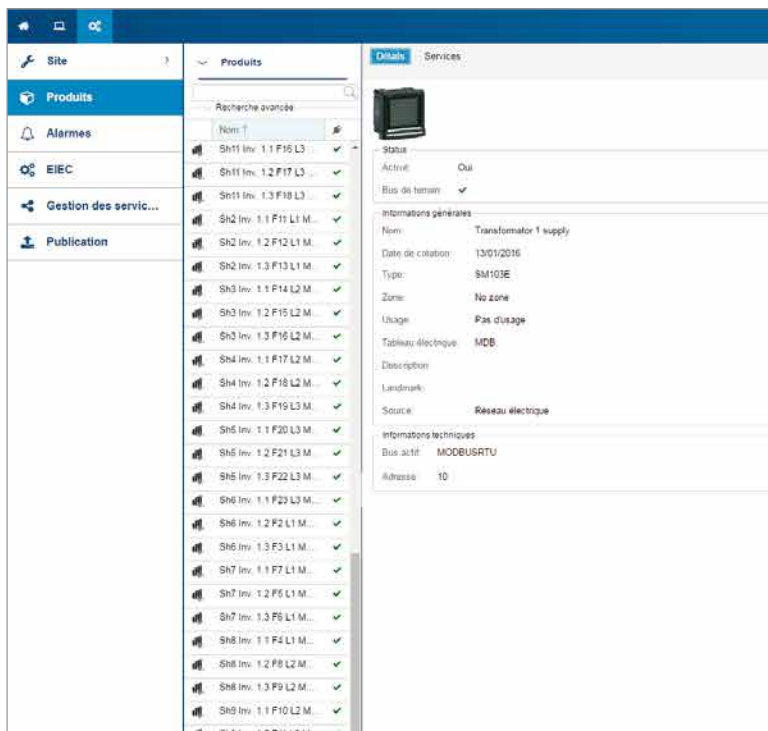 Site
Produits
Alarmes
EIEC
Gestion des servic...
Publication
Produits
Recherche avancée
Nom ↑
Sh11 Inv. 1.1 F16 L3 ...
Sh11 Inv. 1.2 F17 L3 ...
Sh11 Inv. 1.3 F18 L3 ...
Sh2 Inv. 1.1 F11 L1 M...
Sh2 Inv. 1.2 F12 L1 M...
Sh2 Inv. 1.3 F13 L1 M...
Sh3 Inv. 1.1 F14 L2 M...
Sh3 Inv. 1.2 F15 L2 M...
Sh3 Inv. 1.3 F16 L2 M...
Sh4 Inv. 1.1 F17 L2 M...
Sh4 Inv. 1.2 F18 L2 M...
Sh4 Inv. 1.3 F19 L3 M...
Sh5 Inv. 1.1 F20 L3 M...
Sh5 Inv. 1.2 F21 L3 M...
Sh5 Inv. 1.3 F22 L3 M...
Sh6 Inv. 1.1 F23 L3 M...
Sh6 Inv. 1.2 F2 L1 M...
Sh6 Inv. 1.3 F3 L1 M...
Sh7 Inv. 1.1 F7 L1 M...
Sh7 Inv. 1.2 F5 L1 M...
Sh7 Inv. 1.3 F6 L1 M...
Sh8 Inv. 1.1 F4 L1 M...
Sh8 Inv. 1.2 F8 L2 M...
Sh8 Inv. 1.3 F9 L2 M...
Sh9 Inv. 1.1 F10 L2 M...
Détails Services
Status
Activé: Oui
Bus de terrain: ✔
Informations générales
Nom: Transformator 1 supply
Date de création: 13/01/2016
Type: SM103E
Zone: No zone
Usage: Pas d'usage
Tableau électrique: MDB
Description:
Landmark:
Source: Réseau électrique
Informations techniques
Bus actif: MODBUSRTU
Adresse: 10